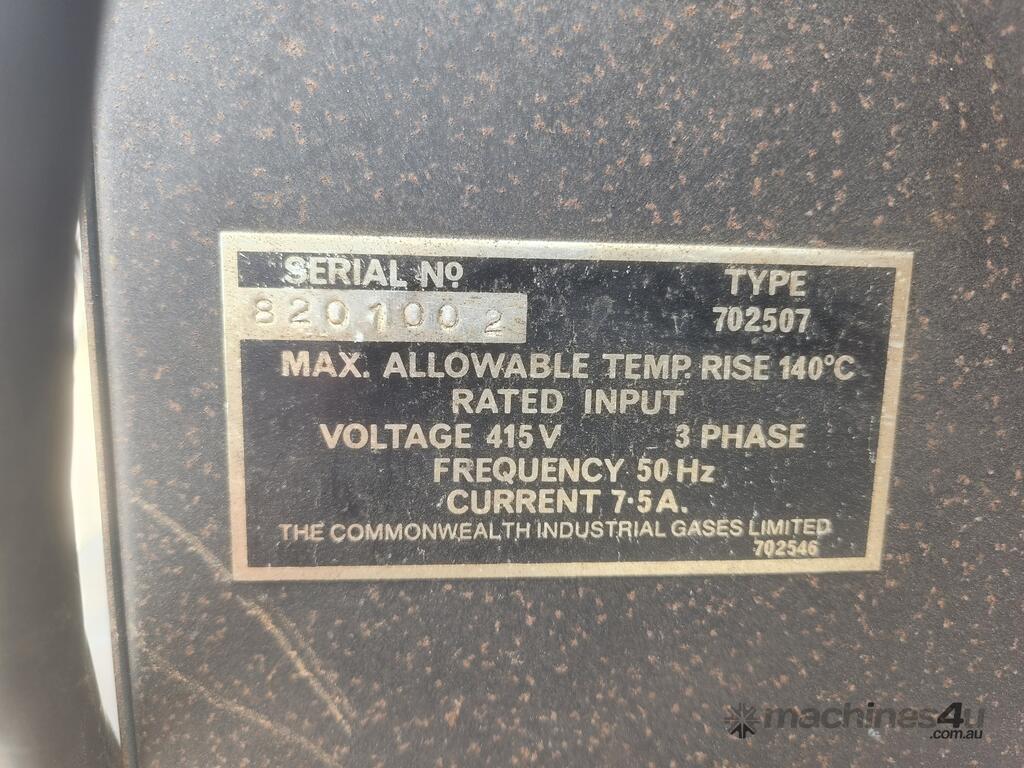 SERIAL Nº
TYPE
8201002
702507
MAX. ALLOWABLE TEMP. RISE 140ºC
RATED INPUT
VOLTAGE 415V 3 PHASE
FREQUENCY 50 Hz
CURRENT 7·5A.
THE COMMONWEALTH INDUSTRIAL GASES LIMITED
702546
machines4u
.com.au